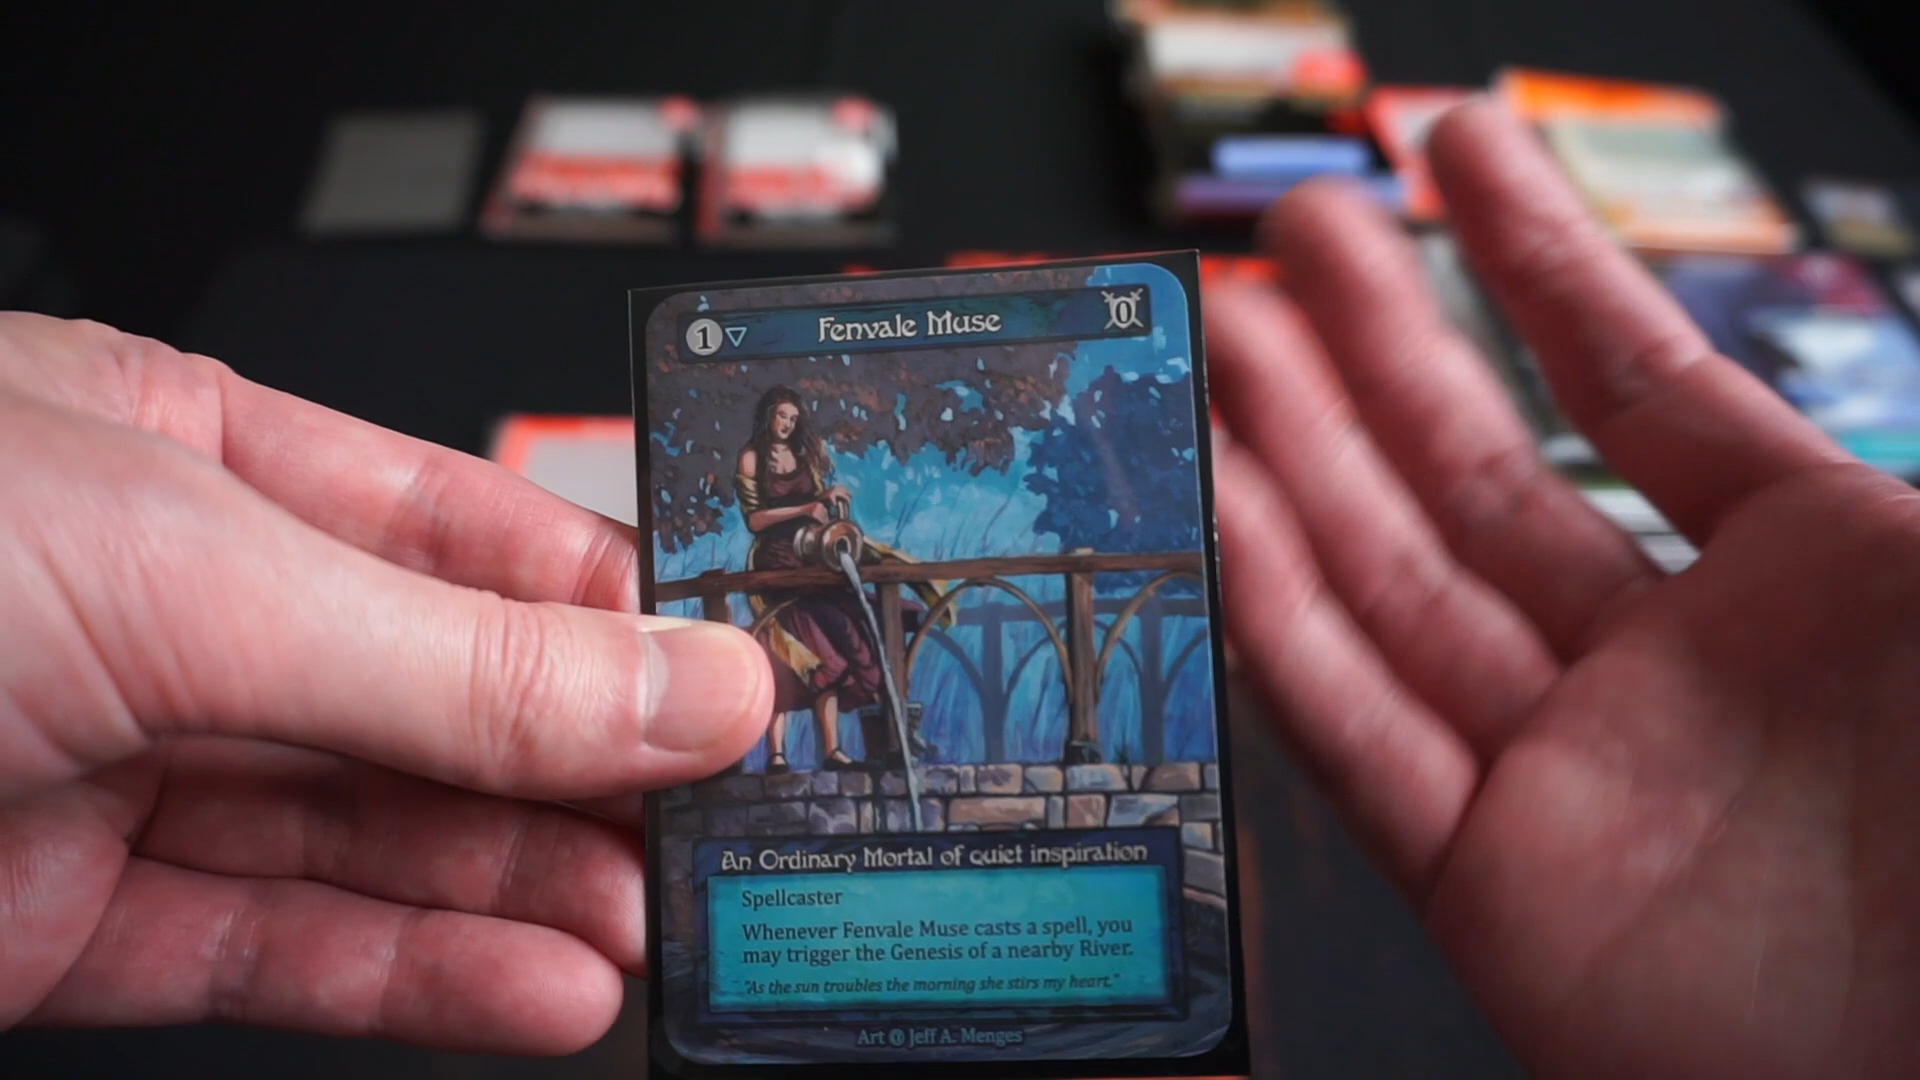 1 Fenvale Muse 0
An Ordinary Mortal of quiet inspiration
Spellcaster
Whenever Fenvale Muse casts a spell, you
may trigger the Genesis of a nearby River.
"As the sun troubles the morning she stirs my heart."
Art @ Jeff A. Menges